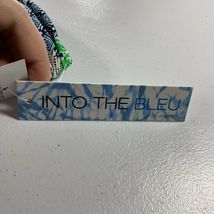 INTO THE BLEU